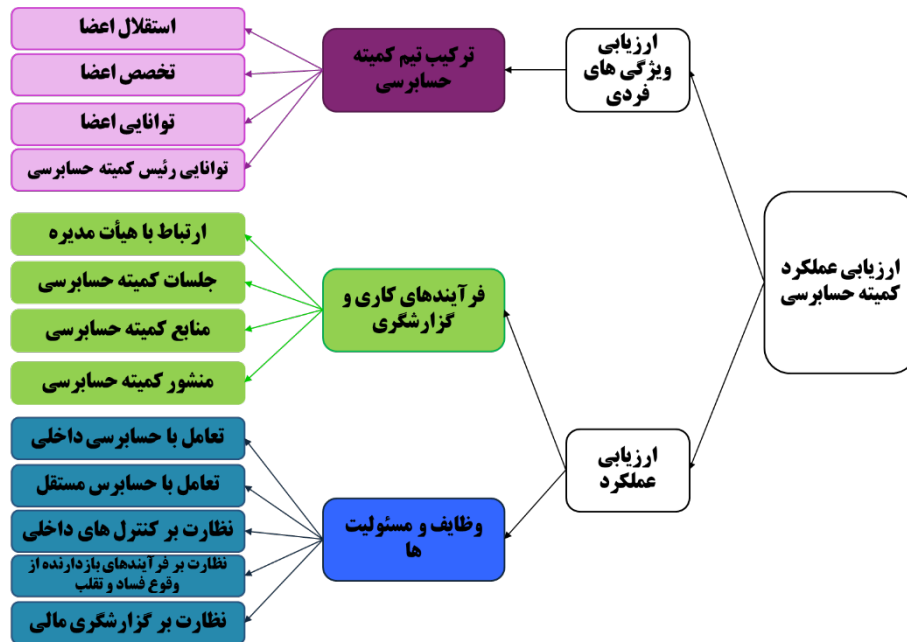 ارزیابی عملکرد
کمیته حسابرسی
ارزیابی
ویژگی های
فردی
ترکیب تیم کمیته
حسابرسی
استقلال اعضا
تخصص اعضا
توانایی اعضا
توانایی رئیس کمیته حسابرسی
ارزیابی
عملکرد
فرآیندهای کاری و
گزارشگری
ارتباط با هیأت مدیره
جلسات کمیته حسابرسی
منابع کمیته حسابرسی
منشور کمیته حسابرسی
وظایف و مسئولیت
ها
تعامل با حسابرسی داخلی
تعامل با حسابرس مستقل
نظارت بر کنترل های داخلی
نظارت بر فرآیندهای بازدارنده از
وقوع فساد و تقلب
نظارت بر گزارشگری مالی